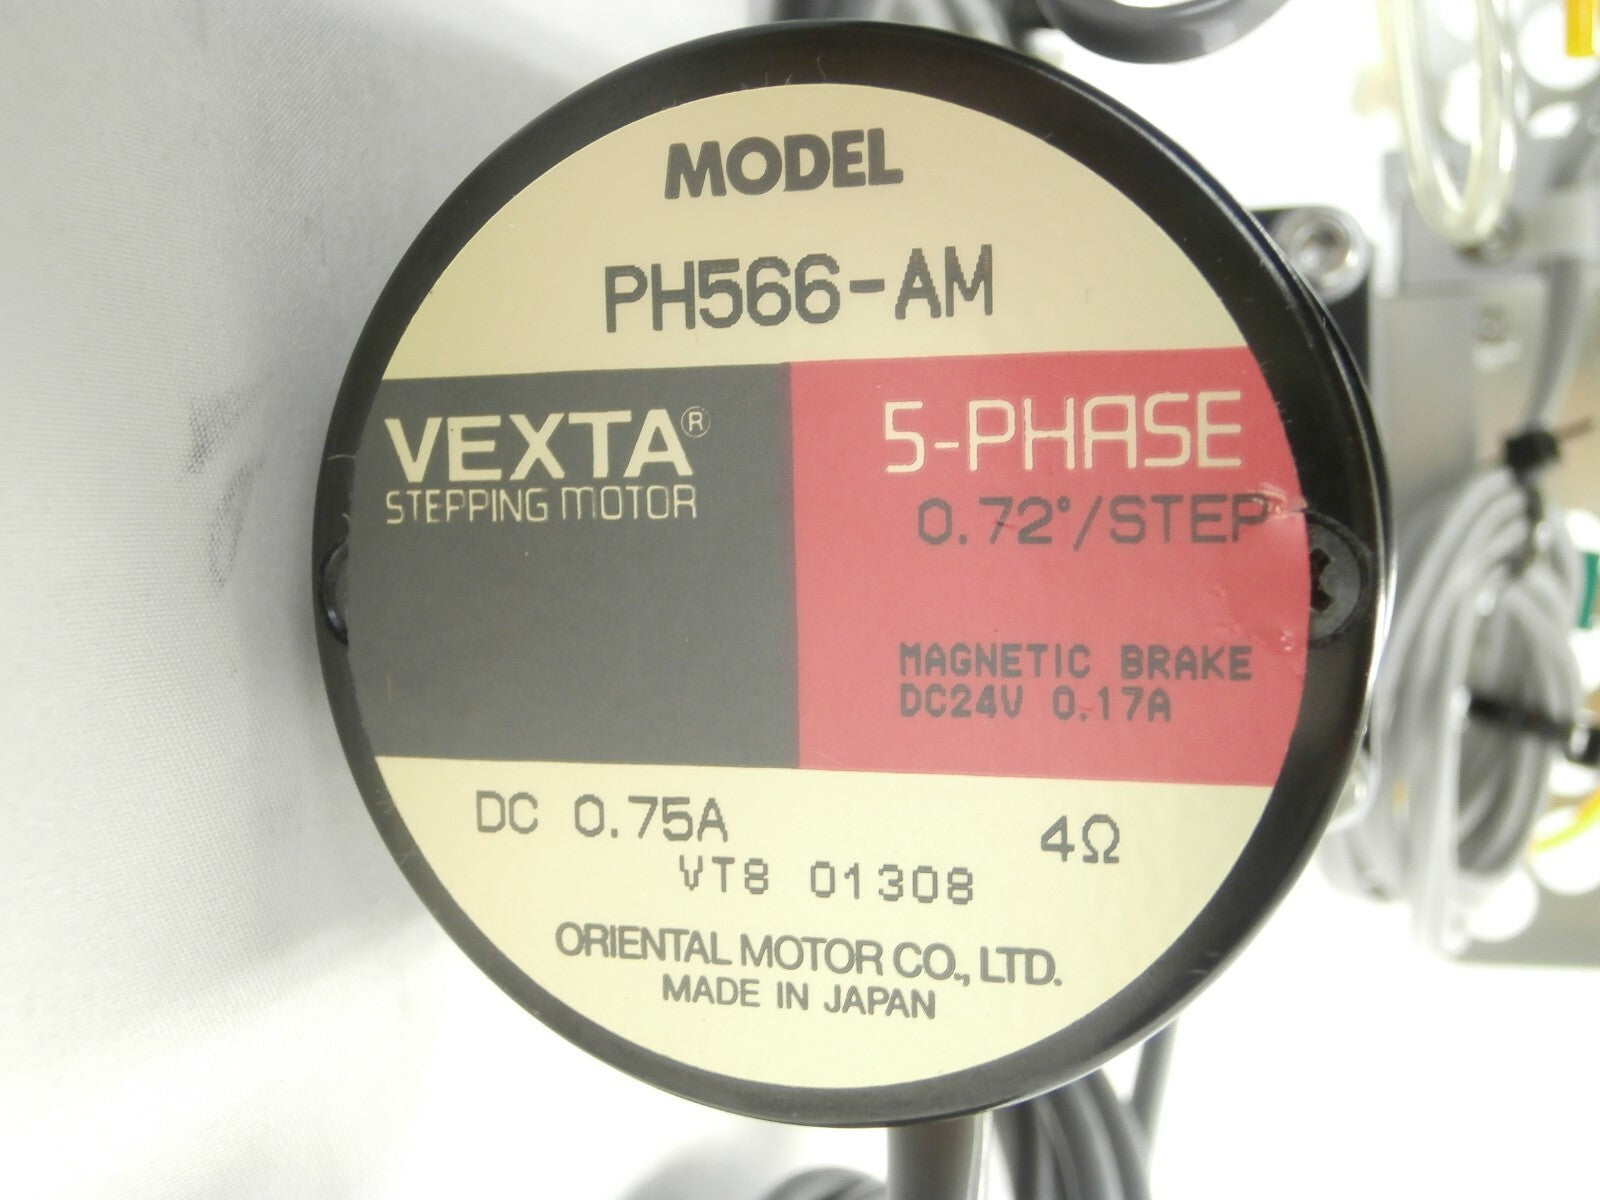 MODEL
PH566-AM
VEXTA®
STEPPING MOTOR
5-PHASE
0.72°/STEP
MAGNETIC BRAKE
DC24V 0.17A
DC 0.75A 4Ω
VT8 01308
ORIENTAL MOTOR CO., LTD.
MADE IN JAPAN